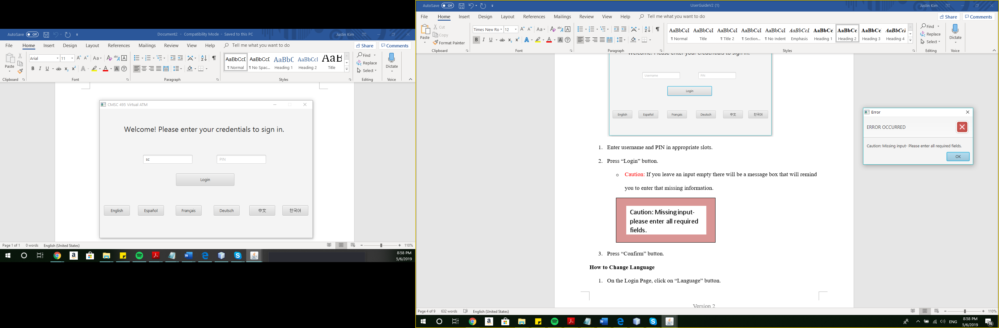 AutoSave Off
Document2 - Compatibility Mode - Saved to this PC
Justin Kim
File Home Insert Design Layout References Mailings Review View Help Tell me what you want to do
Share Comments
Paste
Arial 11
Aa
A
B I U ab x₂ x² A A A 字
¶
AaBbCcD AaBbCcD AaBbC AaBbCcI AaB
¶ Normal ¶ No Spac... Heading 1 Heading 2 Title
Find
Replace
Select
Dictate
Clipboard Font Paragraph Styles Editing Voice
CMSC 495 Virtual ATM
Welcome! Please enter your credentials to sign in.
sc PIN
Login
English Español Français Deutsch 中文 한국어
Page 1 of 1 0 words English (United States)
110%
8:58 PM
5/6/2019
AutoSave Off
UserGuideV2 (1)
Justin Kim
File Home Insert Design Layout References Mailings Review View Help Tell me what you want to do
Share Comments
Paste
Cut
Copy
Format Painter
Times New Ro 12
Aa
A
B I U ab x₂ x² A A A 字
¶
AaBbCcI AaBbCcI AaBbCcI AaBbCcI AaBbCcI AaBbCcI AaBbCc AaBbCc AaBbCc AaBbCci
¶ Normal Title ¶ Title 2 ¶ Section... ¶ No Indent Emphasis Heading 1 Heading 2 Heading 3 Heading 4
Find
Replace
Select
Dictate
Clipboard Font Paragraph Styles Editing Voice
Welcome! Please enter your credentials to sign in.
Username PIN
Login
English Español Français Deutsch 中文 한국어
1. Enter username and PIN in appropriate slots.
2. Press “Login” button.
o Caution: If you leave an input empty there will be a message box that will remind
you to enter that missing information.
Caution: Missing input-
please enter all required
fields.
3. Press “Confirm” button.
How to Change Language
1. On the Login Page, click on “Language” button.
Version 2
Error
ERROR OCCURRED
Caution: Missing input- Please enter all required fields.
OK
Page 4 of 9 632 words English (United States)
110%
ENG
8:58 PM
5/6/2019
16